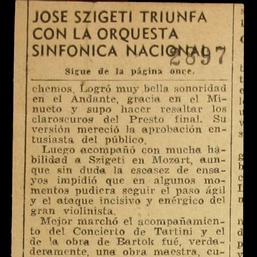 JOSE SZIGETI TRIUNFA
CON LA ORQUESTA
SINFONICA NACIONAL
2897
Sigue de la página once.
chemos. Logró muy bella sonoridad
en el Andante, gracia en el Mi-
nueto y supo hacer resaltar los
claroscuros del Presto final. Su
versión mereció la aprobación en-
tusiasta del público.
Luego acompañó con mucha ha-
bilidad a Szigeti en Mozart, aun-
que sin duda la escasez de en-
sayos impidió que en algunos mo-
mentos pudiera seguir el paso ágil
y el ataque incisivo y enérgico del
gran violinista.
Mejor marchó el acompañamien-
to del Concierto de Tartini y el
de la obra de Bartok fué, verda-
deramente, una obra maestra, cu-